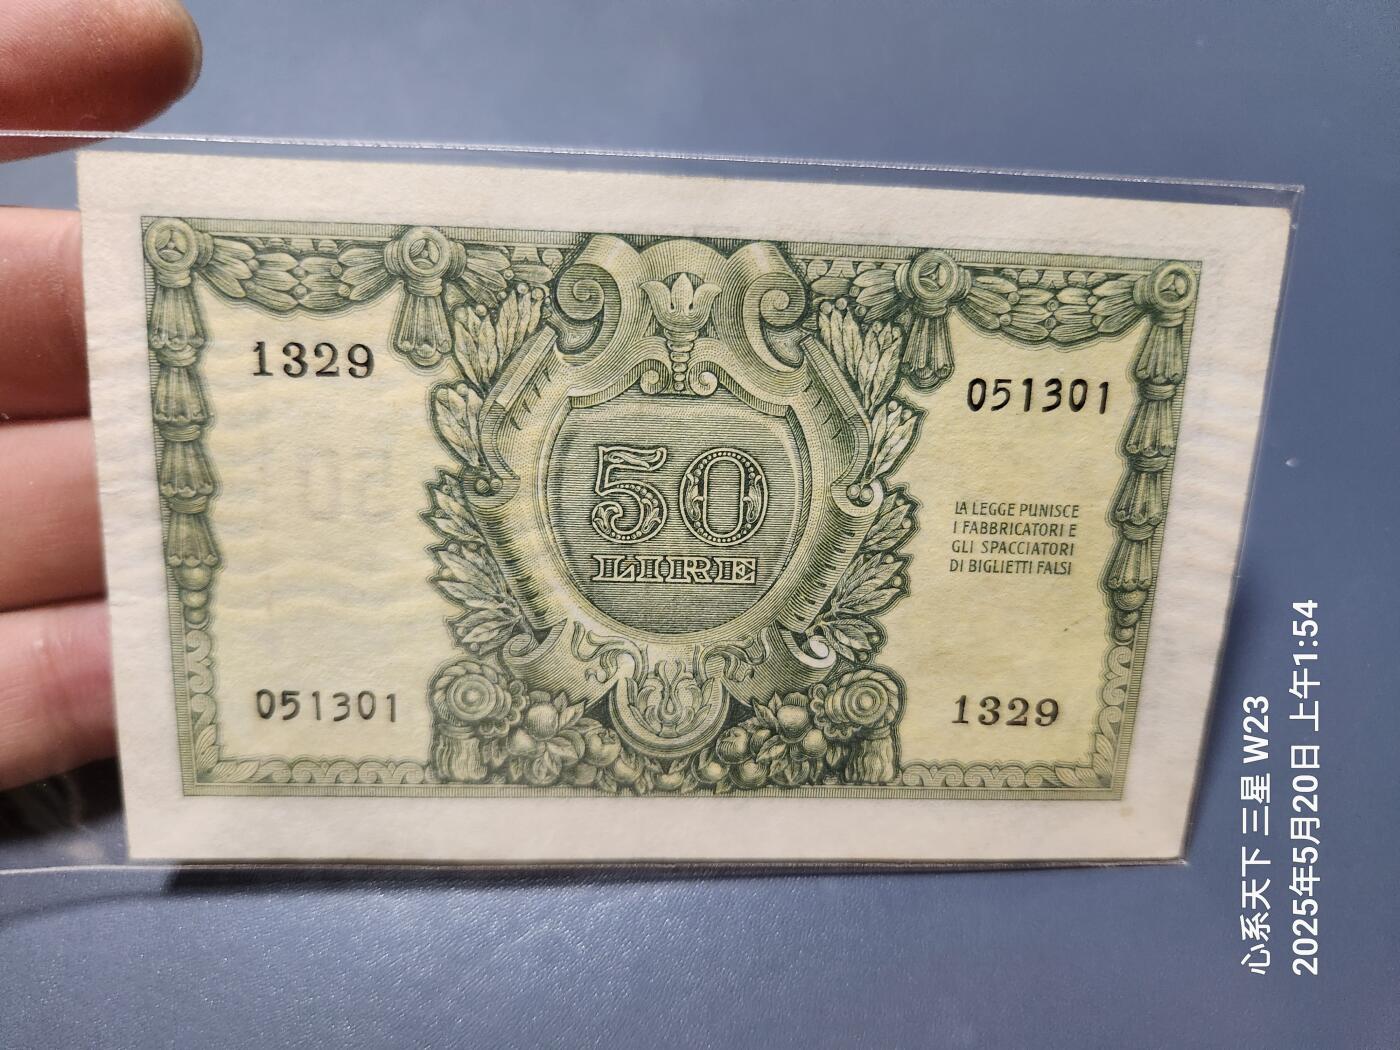 1329
051301
50
LIRE
LA LEGGE PUNISCE
I FABBRICATORI E
GLI SPACCIATORI
DI BIGLIETTI FALSI
051301
1329
心系天下 三星 W23
2025年5月20日 上午1:54